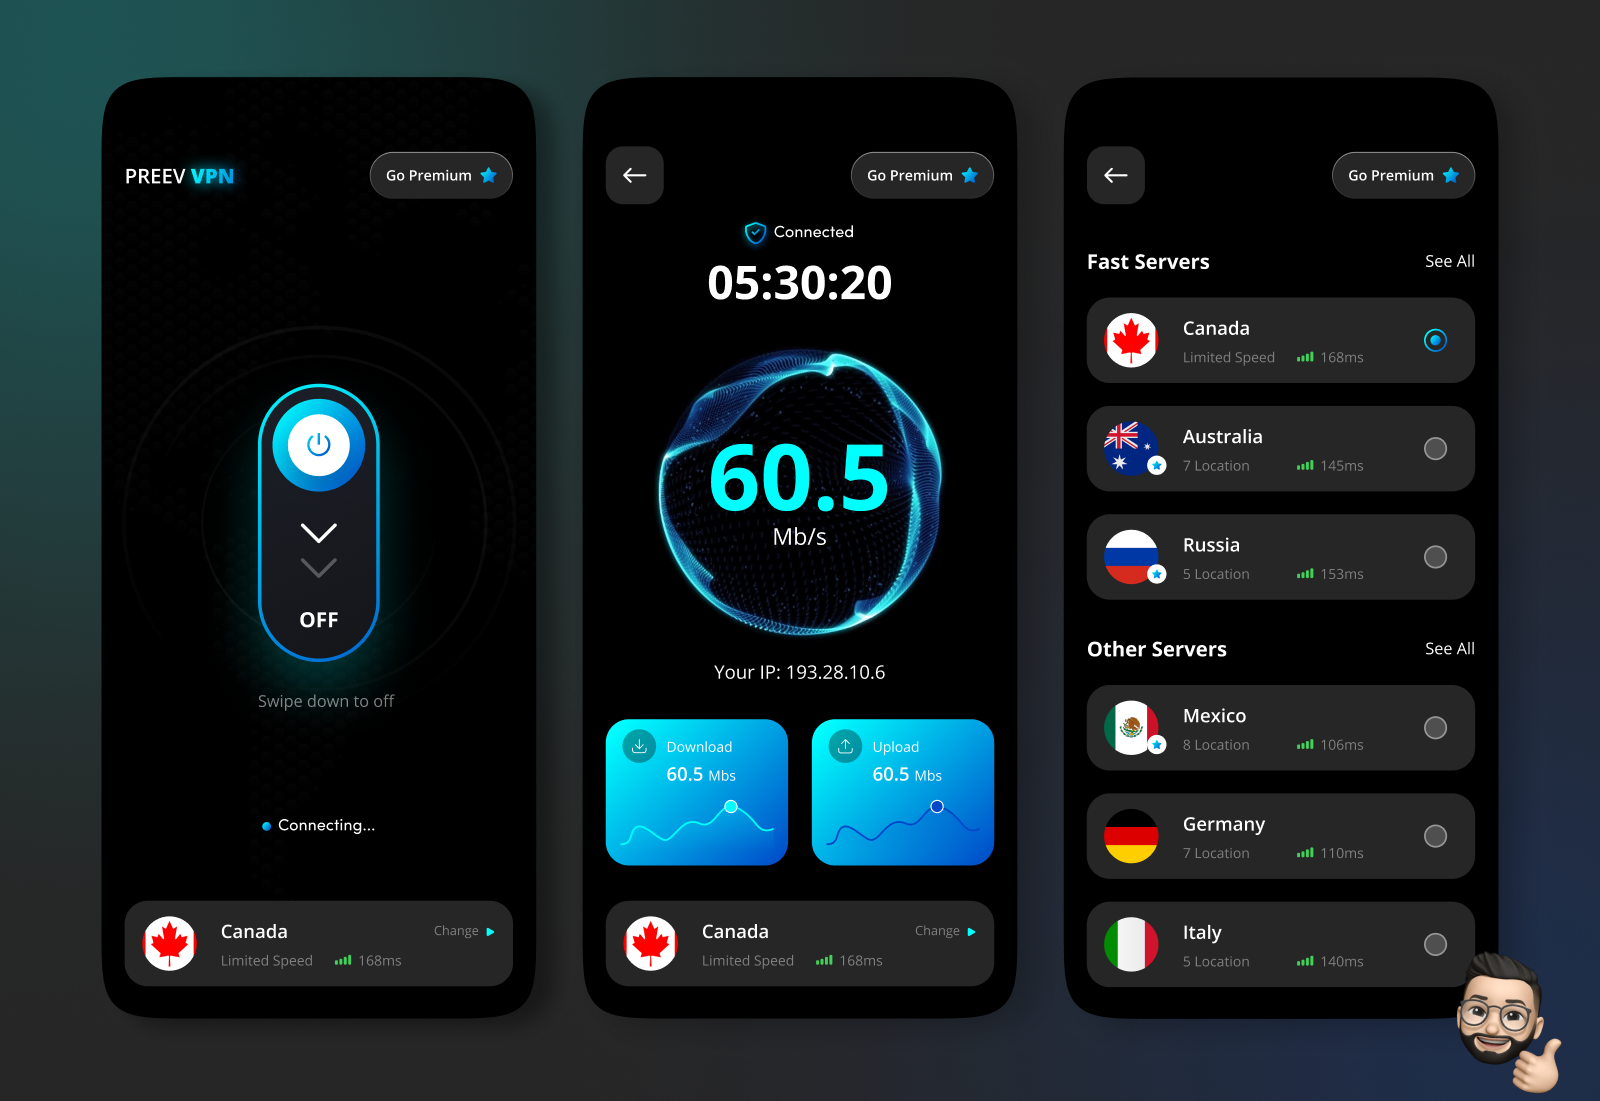 PREEV VPN
Go Premium
OFF
Swipe down to off
Connecting...
Canada
Change
Limited Speed
168ms
Go Premium
Connected
05:30:20
60.5
Mb/s
Your IP: 193.28.10.6
Download
60.5 Mbs
Upload
60.5 Mbs
Canada
Change
Limited Speed
168ms
Go Premium
Fast Servers
See All
Canada
Limited Speed
168ms
Australia
7 Location
145ms
Russia
5 Location
153ms
Other Servers
See All
Mexico
8 Location
106ms
Germany
7 Location
110ms
Italy
5 Location
140ms